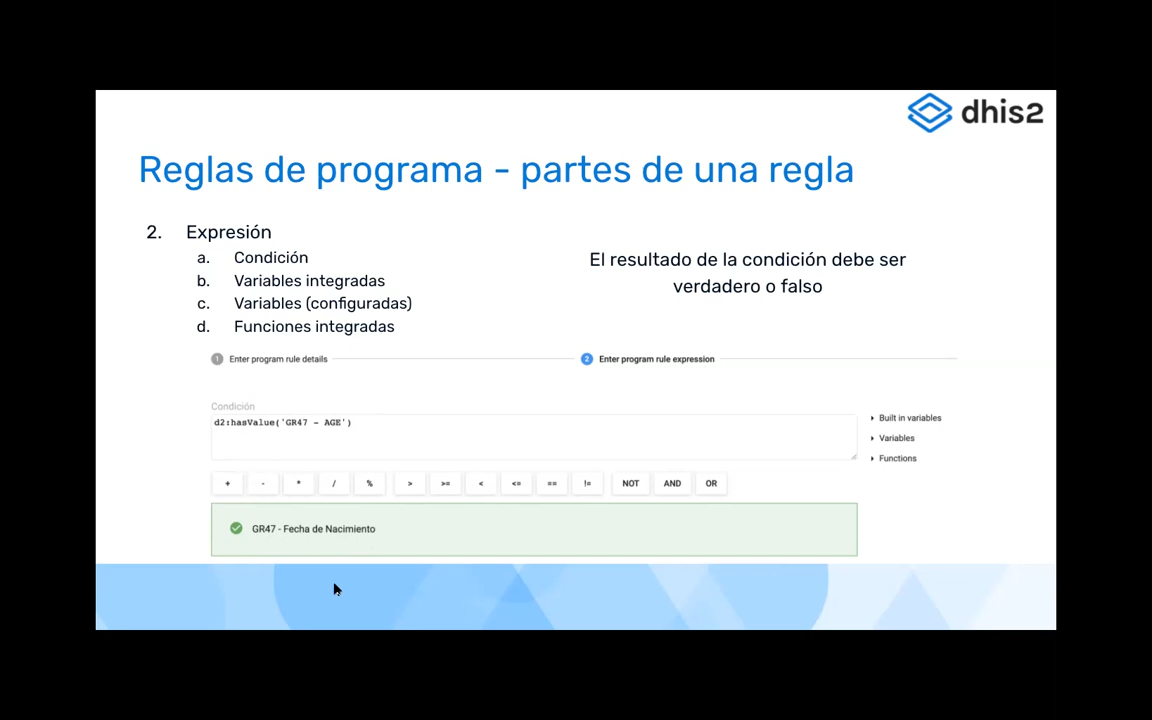 dhis2
Reglas de programa - partes de una regla
2. Expresión
a. Condición
b. Variables integradas
c. Variables (configuradas)
d. Funciones integradas
El resultado de la condición debe ser
verdadero o falso
1 Enter program rule details
2 Enter program rule expression
Condición
d2:hasValue('GR47 - AGE')
Built in variables
Variables
Functions
+ - * / % > >= < <= == != NOT AND OR
GR47 - Fecha de Nacimiento